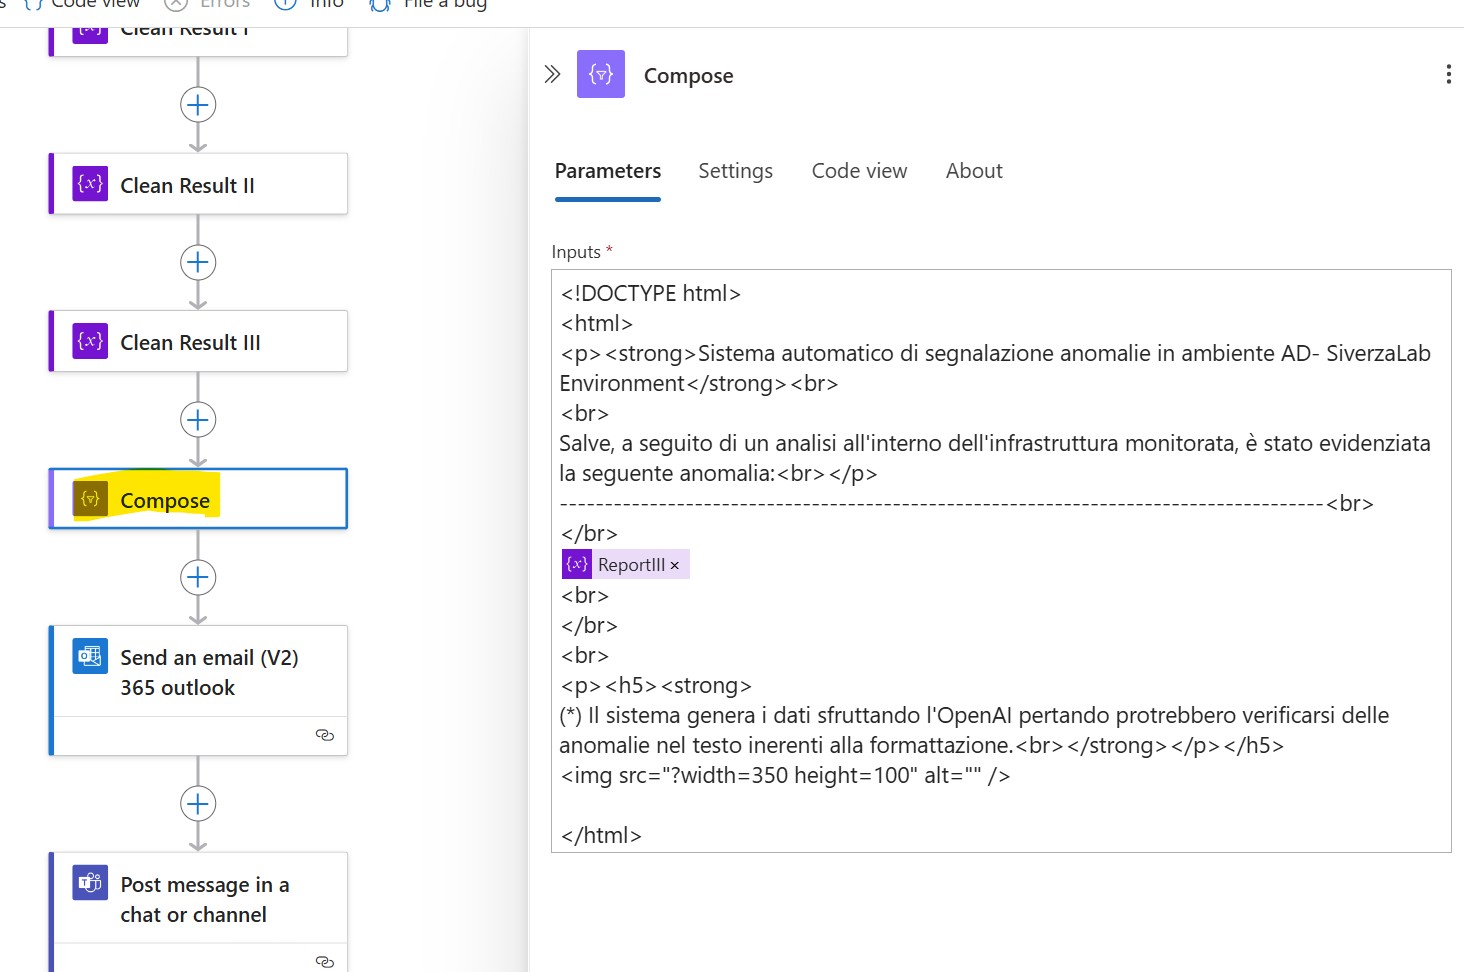 Code view Errors Info File a bug
Clean Result I
Clean Result II
Clean Result III
Compose
Send an email (V2)
365 outlook
Post message in a
chat or channel
Compose
Parameters Settings Code view About
Inputs *
<!DOCTYPE html>
<html>
<p><strong>Sistema automatico di segnalazione anomalie in ambiente AD- SiverzaLab
Environment</strong><br>
<br>
Salve, a seguito di un analisi all'interno dell'infrastruttura monitorata, è stato evidenziata
la seguente anomalia:<br></p>
-------------------------------------------------------------------------------------<br>
</br>
{x} ReportIII ×
<br>
</br>
<br>
<p><h5><strong>
(*) Il sistema genera i dati sfruttando l'OpenAI pertando protrebbero verificarsi delle
anomalie nel testo inerenti alla formattazione.<br></strong></p></h5>
<img src="?width=350 height=100" alt="" />
</html>